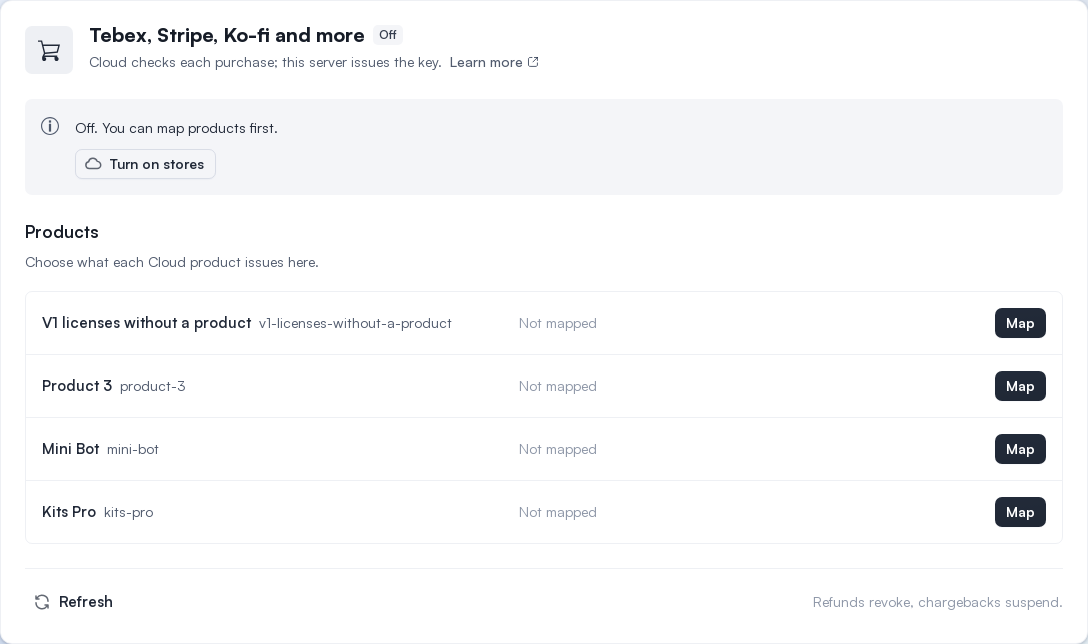 Tebex, Stripe, Ko-fi and more Off
Cloud checks each purchase; this server issues the key. Learn more
Off. You can map products first.
Turn on stores
Products
Choose what each Cloud product issues here.
V1 licenses without a product v1-licenses-without-a-product Not mapped Map
Product 3 product-3 Not mapped Map
Mini Bot mini-bot Not mapped Map
Kits Pro kits-pro Not mapped Map
Refresh Refunds revoke, chargebacks suspend.